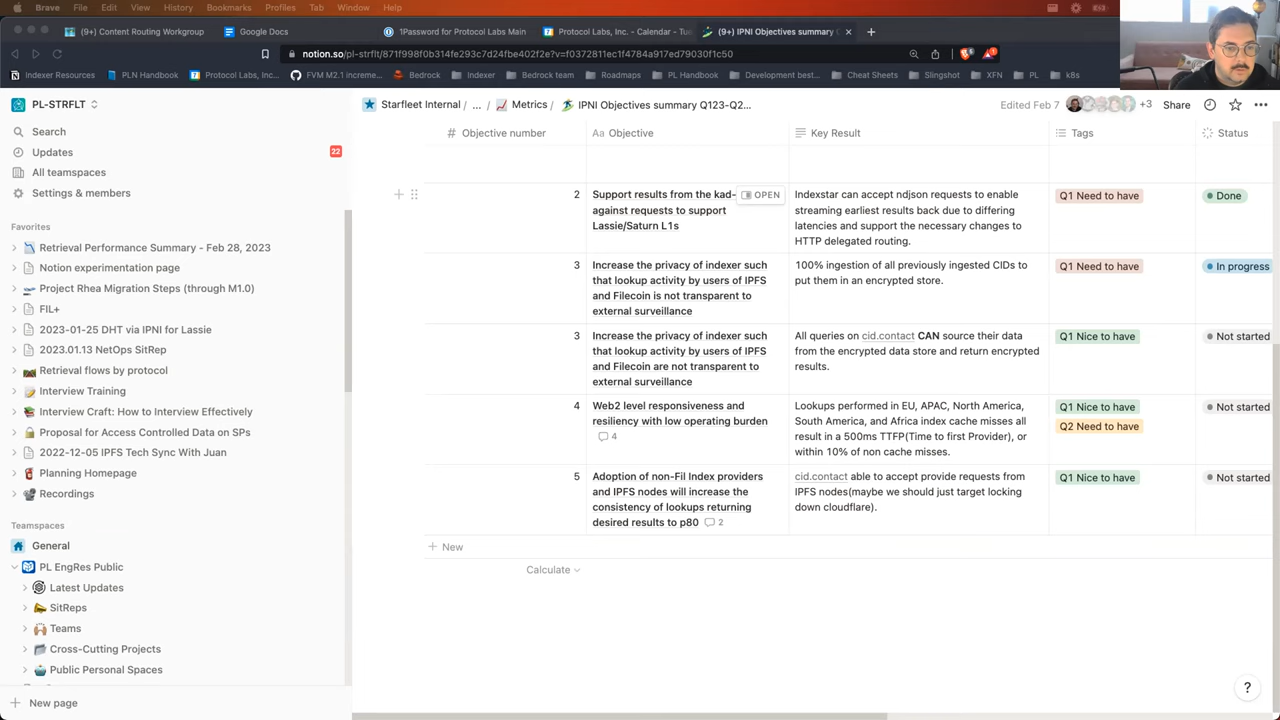 Brave File Edit View History Bookmarks Profiles Tab Window Help
(9+) Content Routing Workgroup
Google Docs
1Password for Protocol Labs Main
Protocol Labs, Inc. - Calendar - Tue
(9+) IPNI Objectives summary
notion.so/pl-strflt/871f998f0b314fe293c7d24fbe402f2e?v=f0372811ec1f4784a917ed79030f1c50
Indexer Resources
PLN Handbook
Protocol Labs, Inc...
FVM M2.1 increme...
Bedrock
Indexer
Bedrock team
Roadmaps
PL Handbook
Development best...
Cheat Sheets
Slingshot
XFN
PL
k8s
PL-STRFLT
Search
Updates
22
All teamspaces
Settings & members
Favorites
Retrieval Performance Summary - Feb 28, 2023
Notion experimentation page
Project Rhea Migration Steps (through M1.0)
FIL+
2023-01-25 DHT via IPNI for Lassie
2023.01.13 NetOps SitRep
Retrieval flows by protocol
Interview Training
Interview Craft: How to Interview Effectively
Proposal for Access Controlled Data on SPs
2022-12-05 IPFS Tech Sync With Juan
Planning Homepage
Recordings
Teamspaces
General
PL EngRes Public
Latest Updates
SitReps
Teams
Cross-Cutting Projects
Public Personal Spaces
New page
Starfleet Internal / ... / Metrics / IPNI Objectives summary Q123-Q2...
Edited Feb 7
+3
Share
# Objective number
Aa Objective
Key Result
Tags
Status
2
Support results from the kad-
against requests to support
Lassie/Saturn L1s
OPEN
Indexstar can accept ndjson requests to enable
streaming earliest results back due to differing
latencies and support the necessary changes to
HTTP delegated routing.
Q1 Need to have
Done
3
Increase the privacy of indexer such
that lookup activity by users of IPFS
and Filecoin is not transparent to
external surveillance
100% ingestion of all previously ingested CIDs to
put them in an encrypted store.
Q1 Need to have
In progress
3
Increase the privacy of indexer such
that lookup activity by users of IPFS
and Filecoin are not transparent to
external surveillance
All queries on cid.contact CAN source their data
from the encrypted data store and return encrypted
results.
Q1 Nice to have
Not started
4
Web2 level responsiveness and
resiliency with low operating burden
4
Lookups performed in EU, APAC, North America,
South America, and Africa index cache misses all
result in a 500ms TTFP(Time to first Provider), or
within 10% of non cache misses.
Q1 Nice to have
Q2 Need to have
Not started
5
Adoption of non-Fil Index providers
and IPFS nodes will increase the
consistency of lookups returning
desired results to p80 2
cid.contact able to accept provide requests from
IPFS nodes(maybe we should just target locking
down cloudflare).
Q1 Nice to have
Not started
+ New
Calculate
?